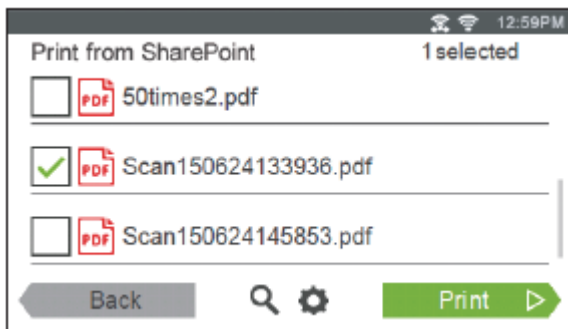 12:59PM
Print from SharePoint 1 selected
PDF 50times2.pdf
PDF Scan150624133936.pdf
PDF Scan150624145853.pdf
Back Print